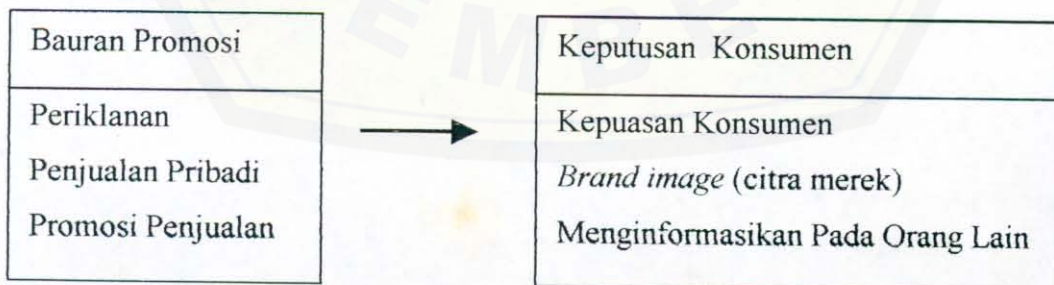 Bauran Promosi
Periklanan
Penjualan Pribadi
Promosi Penjualan
Keputusan Konsumen
Kepuasan Konsumen
Brand image (citra merek)
Menginformasikan Pada Orang Lain